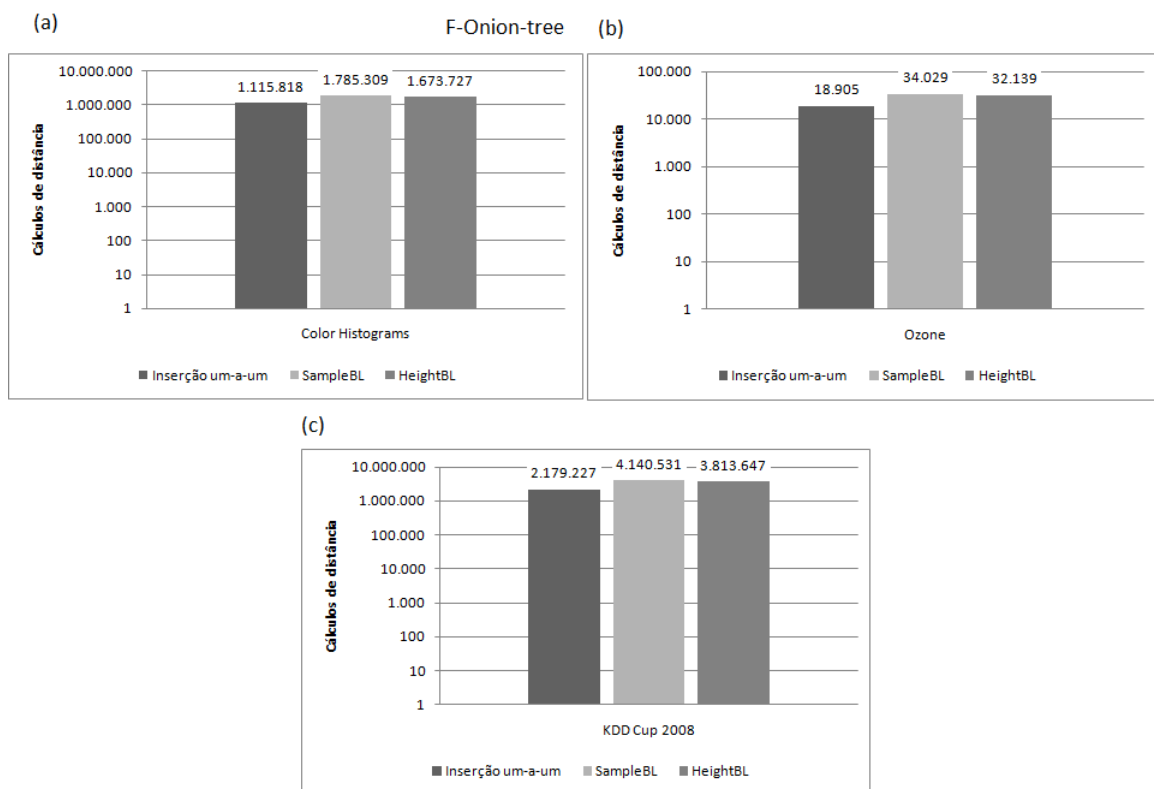 (a)
F-Onion-tree
(b)
10.000.000
1.000.000
100.000
10.000
1.000
100
10
1
Cálculos de distância
1.115.818
1.785.309
1.673.727
Color Histograms
Inserção um-a-um SampleBL HeightBL
100.000
10.000
1.000
100
10
1
Cálculos de distância
18.905
34.029
32.139
Ozone
Inserção um-a-um SampleBL HeightBL
(c)
10.000.000
1.000.000
100.000
10.000
1.000
100
10
1
Cálculos de distância
2.179.227
4.140.531
3.813.647
KDD Cup 2008
Inserção um-a-um SampleBL HeightBL